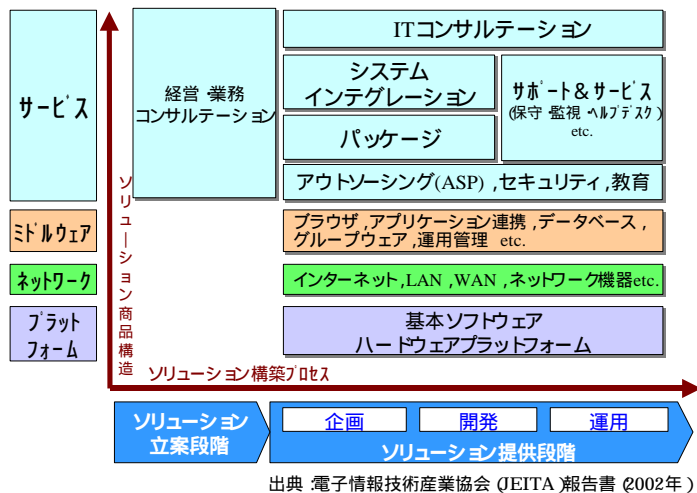 サービス
ミドルウェア
ネットワーク
プラット
フォーム
ソリューション商品構造
経営・業務
コンサルテーション
ITコンサルテーション
システム
インテグレーション
パッケージ
サポート&サービス
(保守・監視・ヘルプデスク)
etc.
アウトソーシング(ASP) ,セキュリティ,教育
ブラウザ,アプリケーション連携,データベース,
グループウェア,運用管理 etc.
インターネット,LAN ,WAN ,ネットワーク機器etc.
基本ソフトウェア
ハードウェアプラットフォーム
ソリューション構築プロセス
ソリューション
立案段階
企画
開発
運用
ソリューション提供段階
出典 :電子情報技術産業協会 (JEITA )報告書 (2002年 )